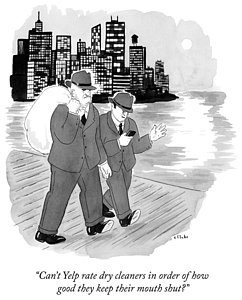 “Can’t Yelp rate dry cleaners in order of how
good they keep their mouth shut?”